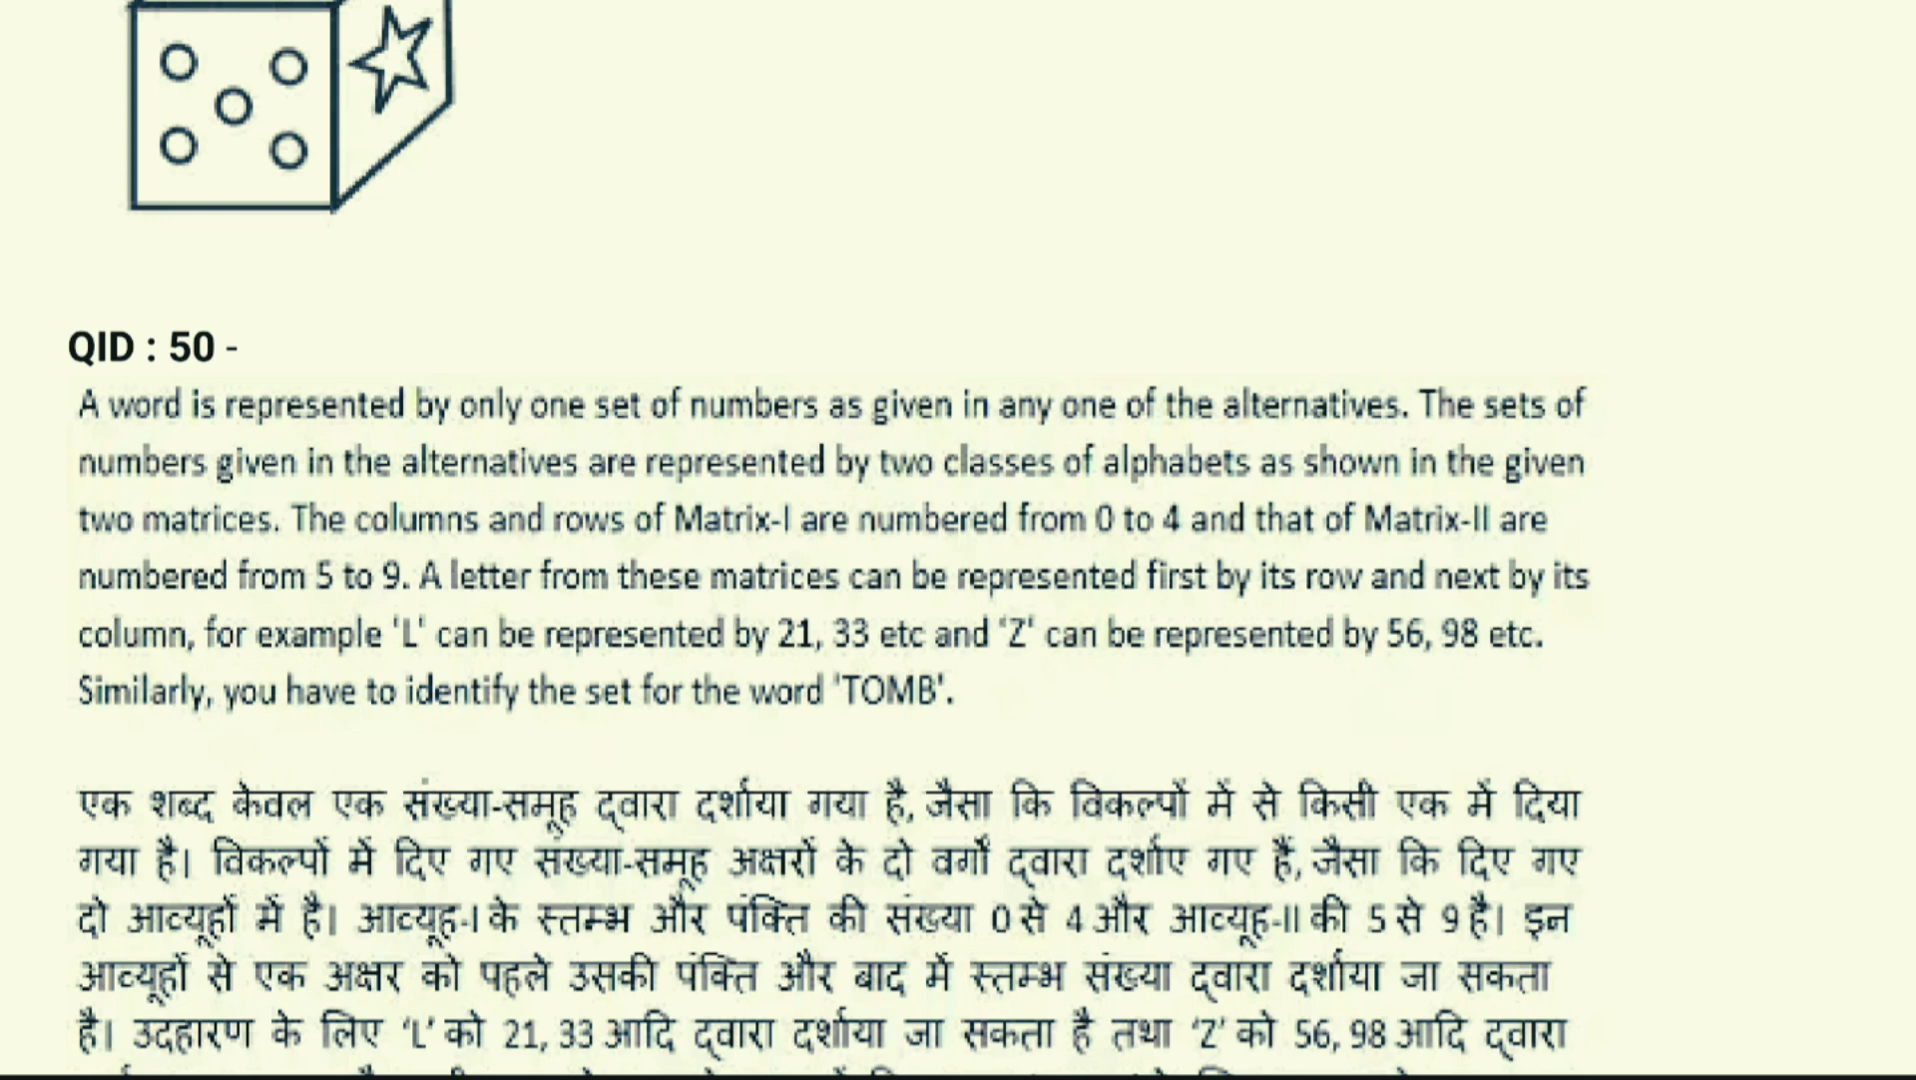 QID : 50 -
A word is represented by only one set of numbers as given in any one of the alternatives. The sets of
numbers given in the alternatives are represented by two classes of alphabets as shown in the given
two matrices. The columns and rows of Matrix-I are numbered from 0 to 4 and that of Matrix-II are
numbered from 5 to 9. A letter from these matrices can be represented first by its row and next by its
column, for example 'L' can be represented by 21, 33 etc and 'Z' can be represented by 56, 98 etc.
Similarly, you have to identify the set for the word 'TOMB'.
एक शब्द केवल एक संख्या-समूह द्वारा दर्शाया गया है, जैसा कि विकल्पों में से किसी एक में दिया
गया है। विकल्पों में दिए गए संख्या-समूह अक्षरों के दो वर्गों द्वारा दर्शाए गए हैं, जैसा कि दिए गए
दो आव्यूहों में है। आव्यूह-I के स्तम्भ और पंक्ति की संख्या 0 से 4 और आव्यूह-II की 5 से 9 है। इन
आव्यूहों से एक अक्षर को पहले उसकी पंक्ति और बाद में स्तम्भ संख्या द्वारा दर्शाया जा सकता
है। उदहारण के लिए 'L' को 21, 33 आदि द्वारा दर्शाया जा सकता है तथा 'Z' को 56, 98 आदि द्वारा